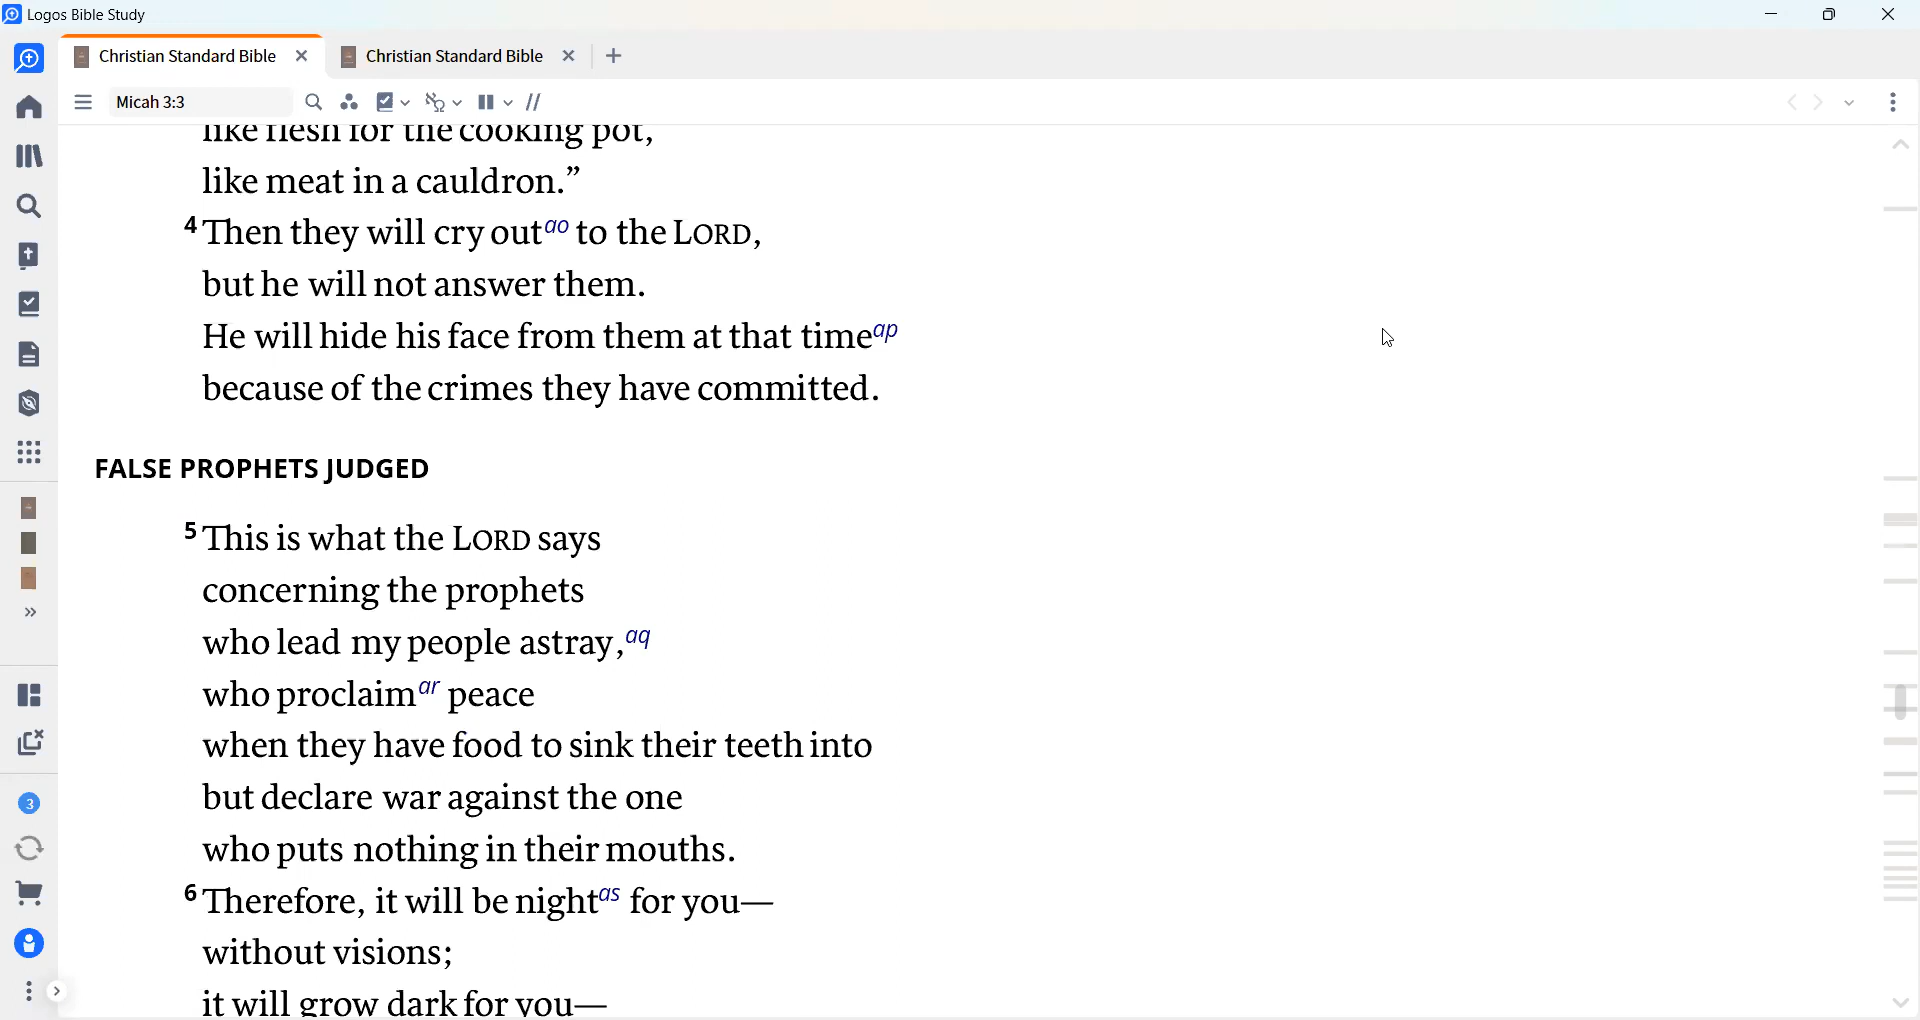 Logos Bible Study
Christian Standard Bible
Christian Standard Bible
Micah 3:3
like flesh for the cooking pot,
like meat in a cauldron.”
4 Then they will cry out ao to the LORD,
but he will not answer them.
He will hide his face from them at that time ap
because of the crimes they have committed.
FALSE PROPHETS JUDGED
5 This is what the LORD says
concerning the prophets
who lead my people astray, aq
who proclaim ar peace
when they have food to sink their teeth into
but declare war against the one
who puts nothing in their mouths.
6 Therefore, it will be night as for you—
without visions;
it will grow dark for you—
3